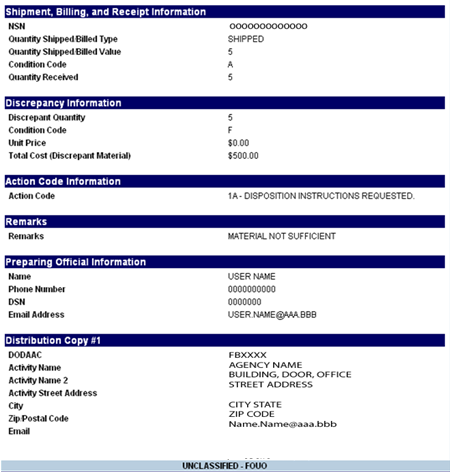 Shipment, Billing, and Receipt Information
NSN OOOOOOOOOOOOO
Quantity Shipped/Billed Type SHIPPED
Quantity Shipped/Billed Value 5
Condition Code A
Quantity Received 5
Discrepancy Information
Discrepant Quantity 5
Condition Code F
Unit Price $0.00
Total Cost (Discrepant Material) $500.00
Action Code Information
Action Code 1A - DISPOSITION INSTRUCTIONS REQUESTED.
Remarks
Remarks MATERIAL NOT SUFFICIENT
Preparing Official Information
Name USER NAME
Phone Number 0000000000
DSN 0000000
Email Address USER.NAME@AAA.BBB
Distribution Copy #1
DODAAC FBXXXX
Activity Name AGENCY NAME
Activity Name 2 BUILDING, DOOR, OFFICE
Activity Street Address STREET ADDRESS
City CITY STATE
Zip/Postal Code ZIP CODE
Email Name.Name@aaa.bbb
UNCLASSIFIED - FOUO